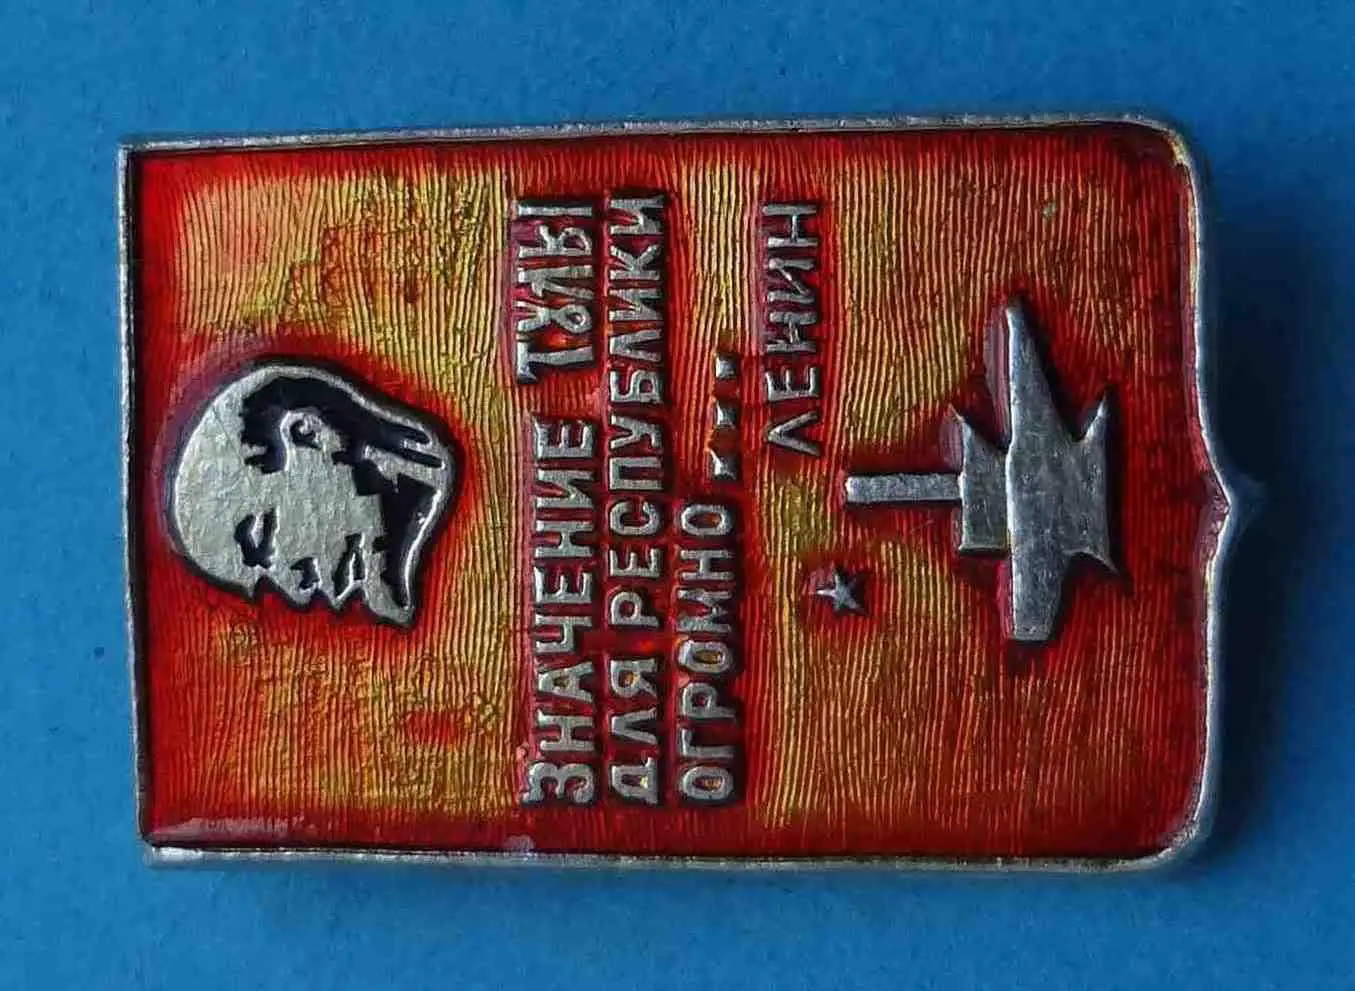 ЗНАЧЕНИЕ ТУЛЫ
ДЛЯ РЕСПУБЛИКИ
ОГРОМНО....
ЛЕНИН